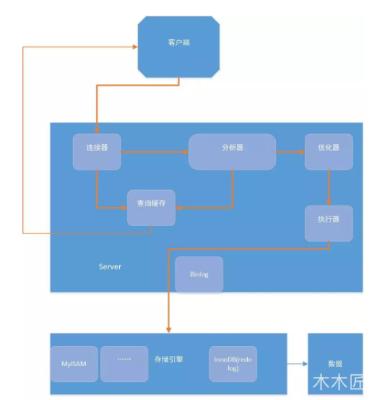 客户端
连接器
分析器
优化器
查询缓存
执行器
Server
Binlog
MyISAM
......
存储引擎
InnoDB(redo
log)
数据
木木匠